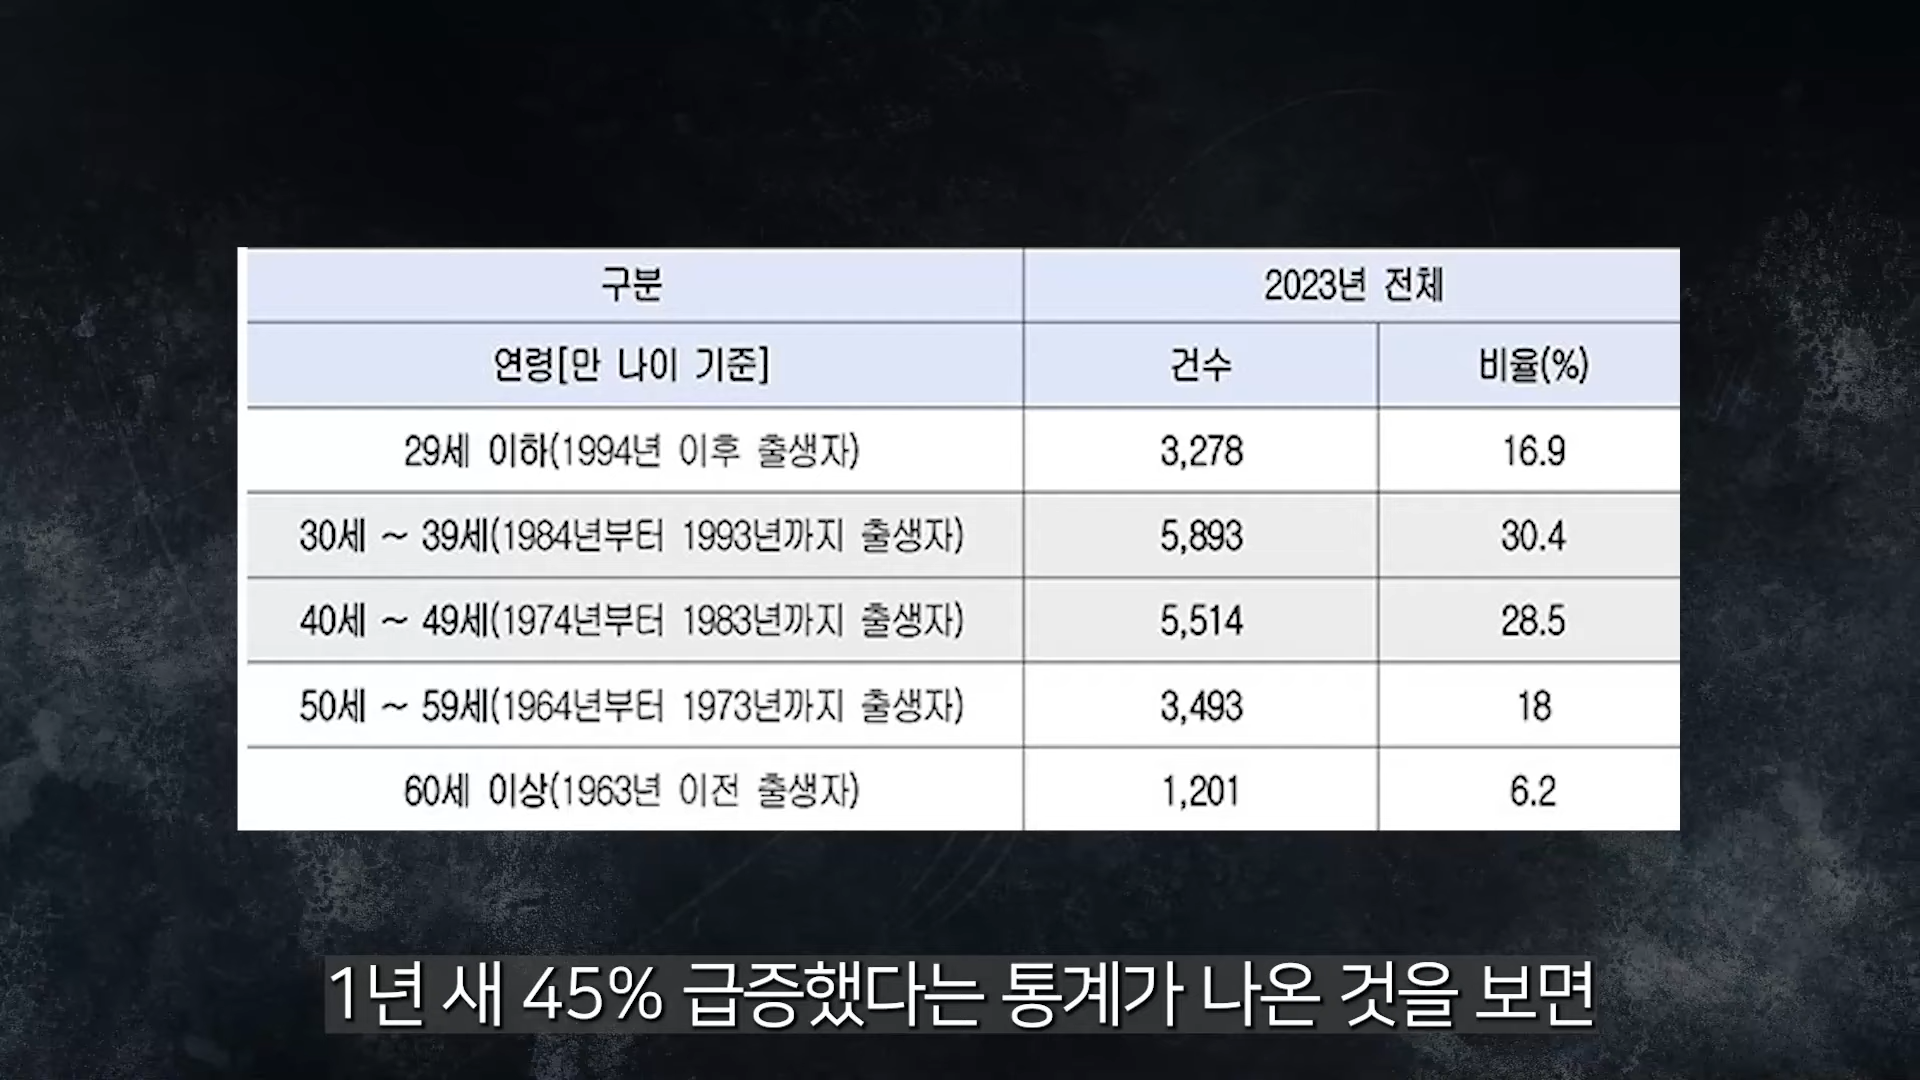 구분 2023년 전체
연령[만 나이 기준] 건수 비율(%)
29세 이하(1994년 이후 출생자) 3,278 16.9
30세 ~ 39세(1984년부터 1993년까지 출생자) 5,893 30.4
40세 ~ 49세(1974년부터 1983년까지 출생자) 5,514 28.5
50세 ~ 59세(1964년부터 1973년까지 출생자) 3,493 18
60세 이상(1963년 이전 출생자) 1,201 6.2
1년 새 45% 급증했다는 통계가 나온 것을 보면